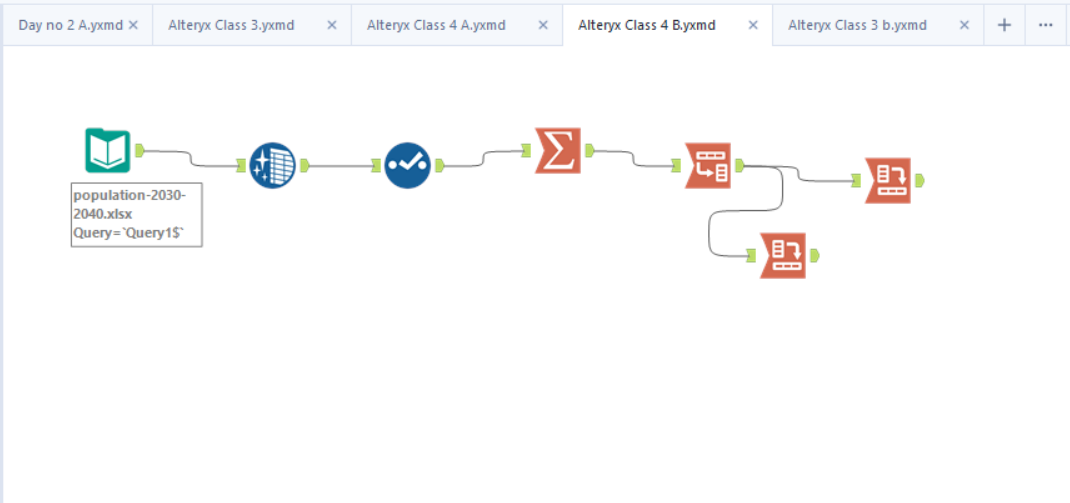 Day no 2 A.yxmd
Alteryx Class 3.yxmd
Alteryx Class 4 A.yxmd
Alteryx Class 4 B.yxmd
Alteryx Class 3 b.yxmd
population-2030-
2040.xlsx
Query=`Query1$`